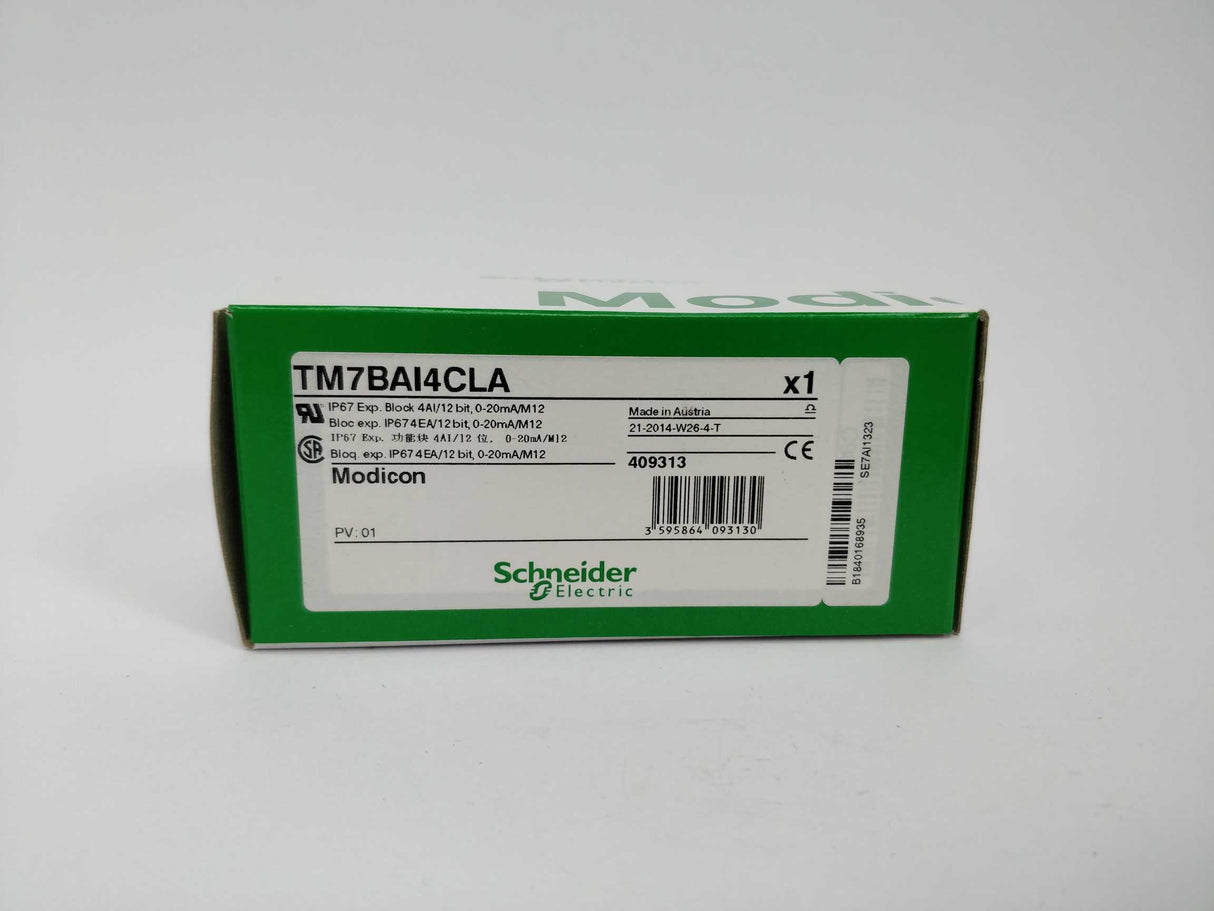 Modi
TM7BAI4CLA x1
IP67 Exp. Block 4AI/12 bit, 0-20mA/M12
Bloc exp. IP67 4EA/12 bit, 0-20mA/M12
IP67 Exp. 功能块 4AI/12 位, 0-20mA/M12
Bloq. exp. IP67 4EA/12 bit, 0-20mA/M12
Modicon
PV: 01
Made in Austria
21-2014-W26-4-T
409313
CE
3 595864 093130
Schneider
Electric
B1840168935
SE7AI1323